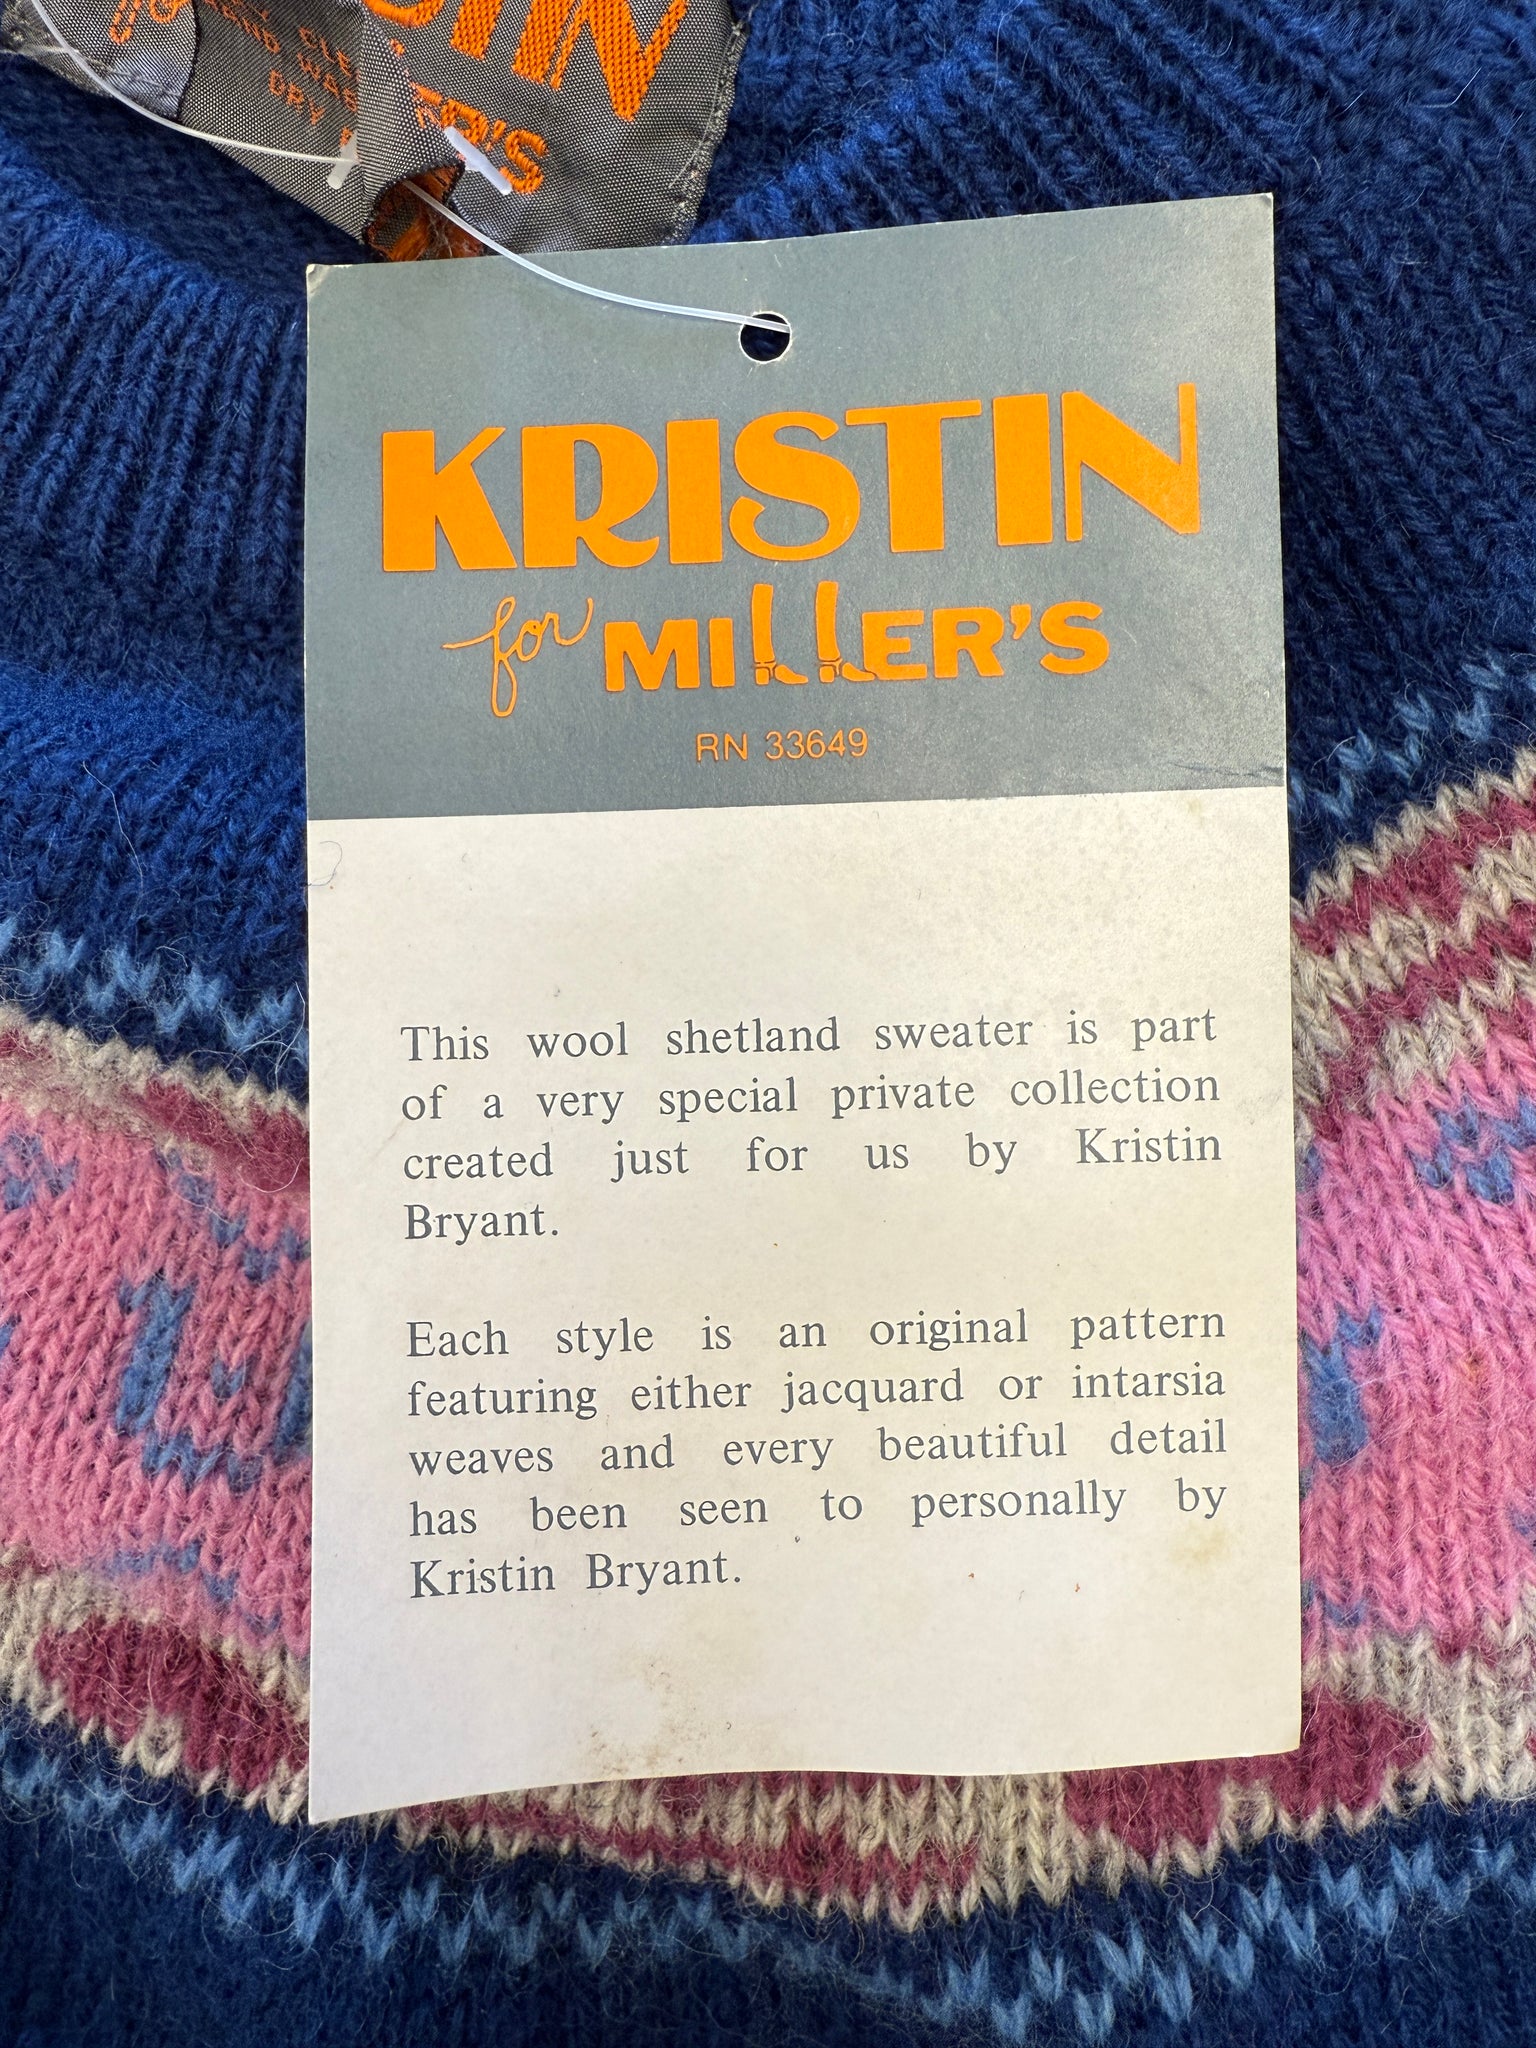 STIN
ER'S
KRISTIN
for MILLER'S
RN 33649
This wool shetland sweater is part
of a very special private collection
created just for us by Kristin
Bryant.
Each style is an original pattern
featuring either jacquard or intarsia
weaves and every beautiful detail
has been seen to personally by
Kristin Bryant.